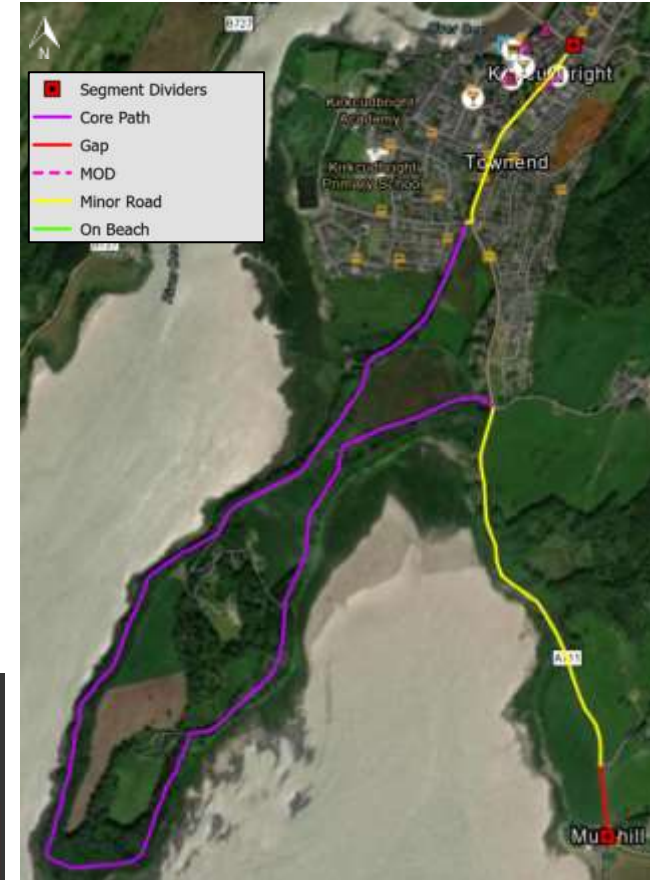 B727
N
Segment Dividers
Core Path
Gap
MOD
Minor Road
On Beach
Kirkcudbright
Kirkcudbright
Academy
Kirkcudbright
Primary School
Townend
A711